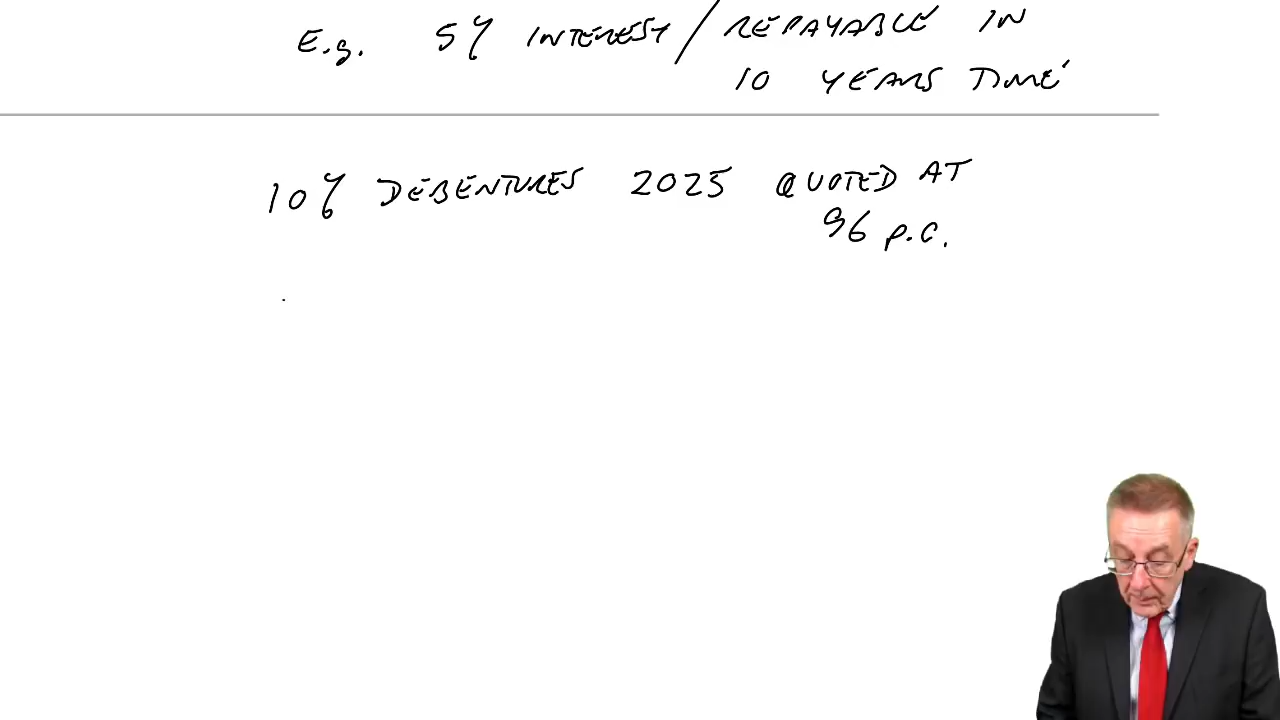 E.g. 5% INTEREST / REPAYABLE IN
10 YEARS TIME
10% DEBENTURES 2025 QUOTED AT
96 p.c.